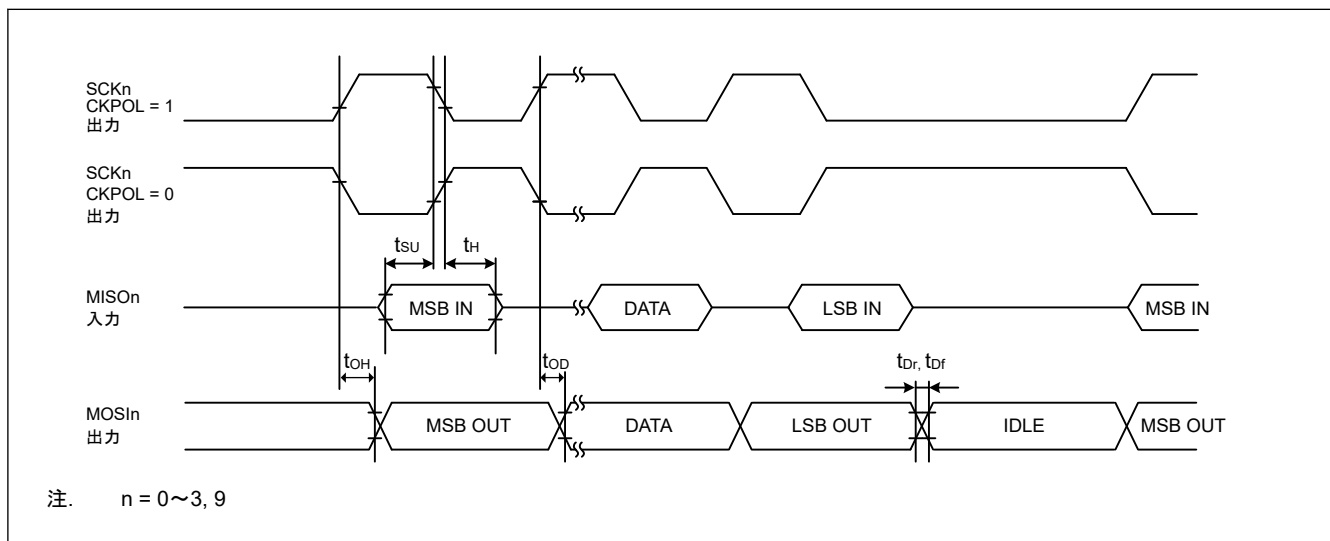 SCKn
CKPOL = 1
出力
SCKn
CKPOL = 0
出力
tSU
tH
MISOn
入力
MSB IN
DATA
LSB IN
MSB IN
tOH
tOD
tDr, tDf
MOSIn
出力
MSB OUT
DATA
LSB OUT
IDLE
MSB OUT
注. n = 0～3, 9